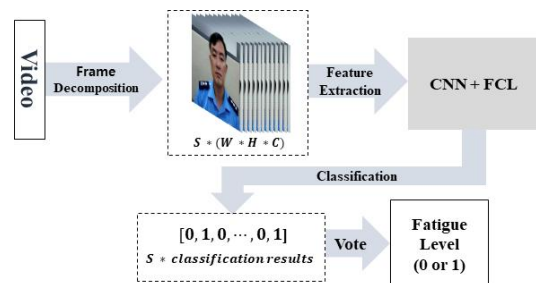 Video
Frame
Decomposition
S * (W * H * C)
Feature
Extraction
CNN + FCL
Classification
[0, 1, 0, ⋯, 0, 1]
S * classification results
Vote
Fatigue
Level
(0 or 1)